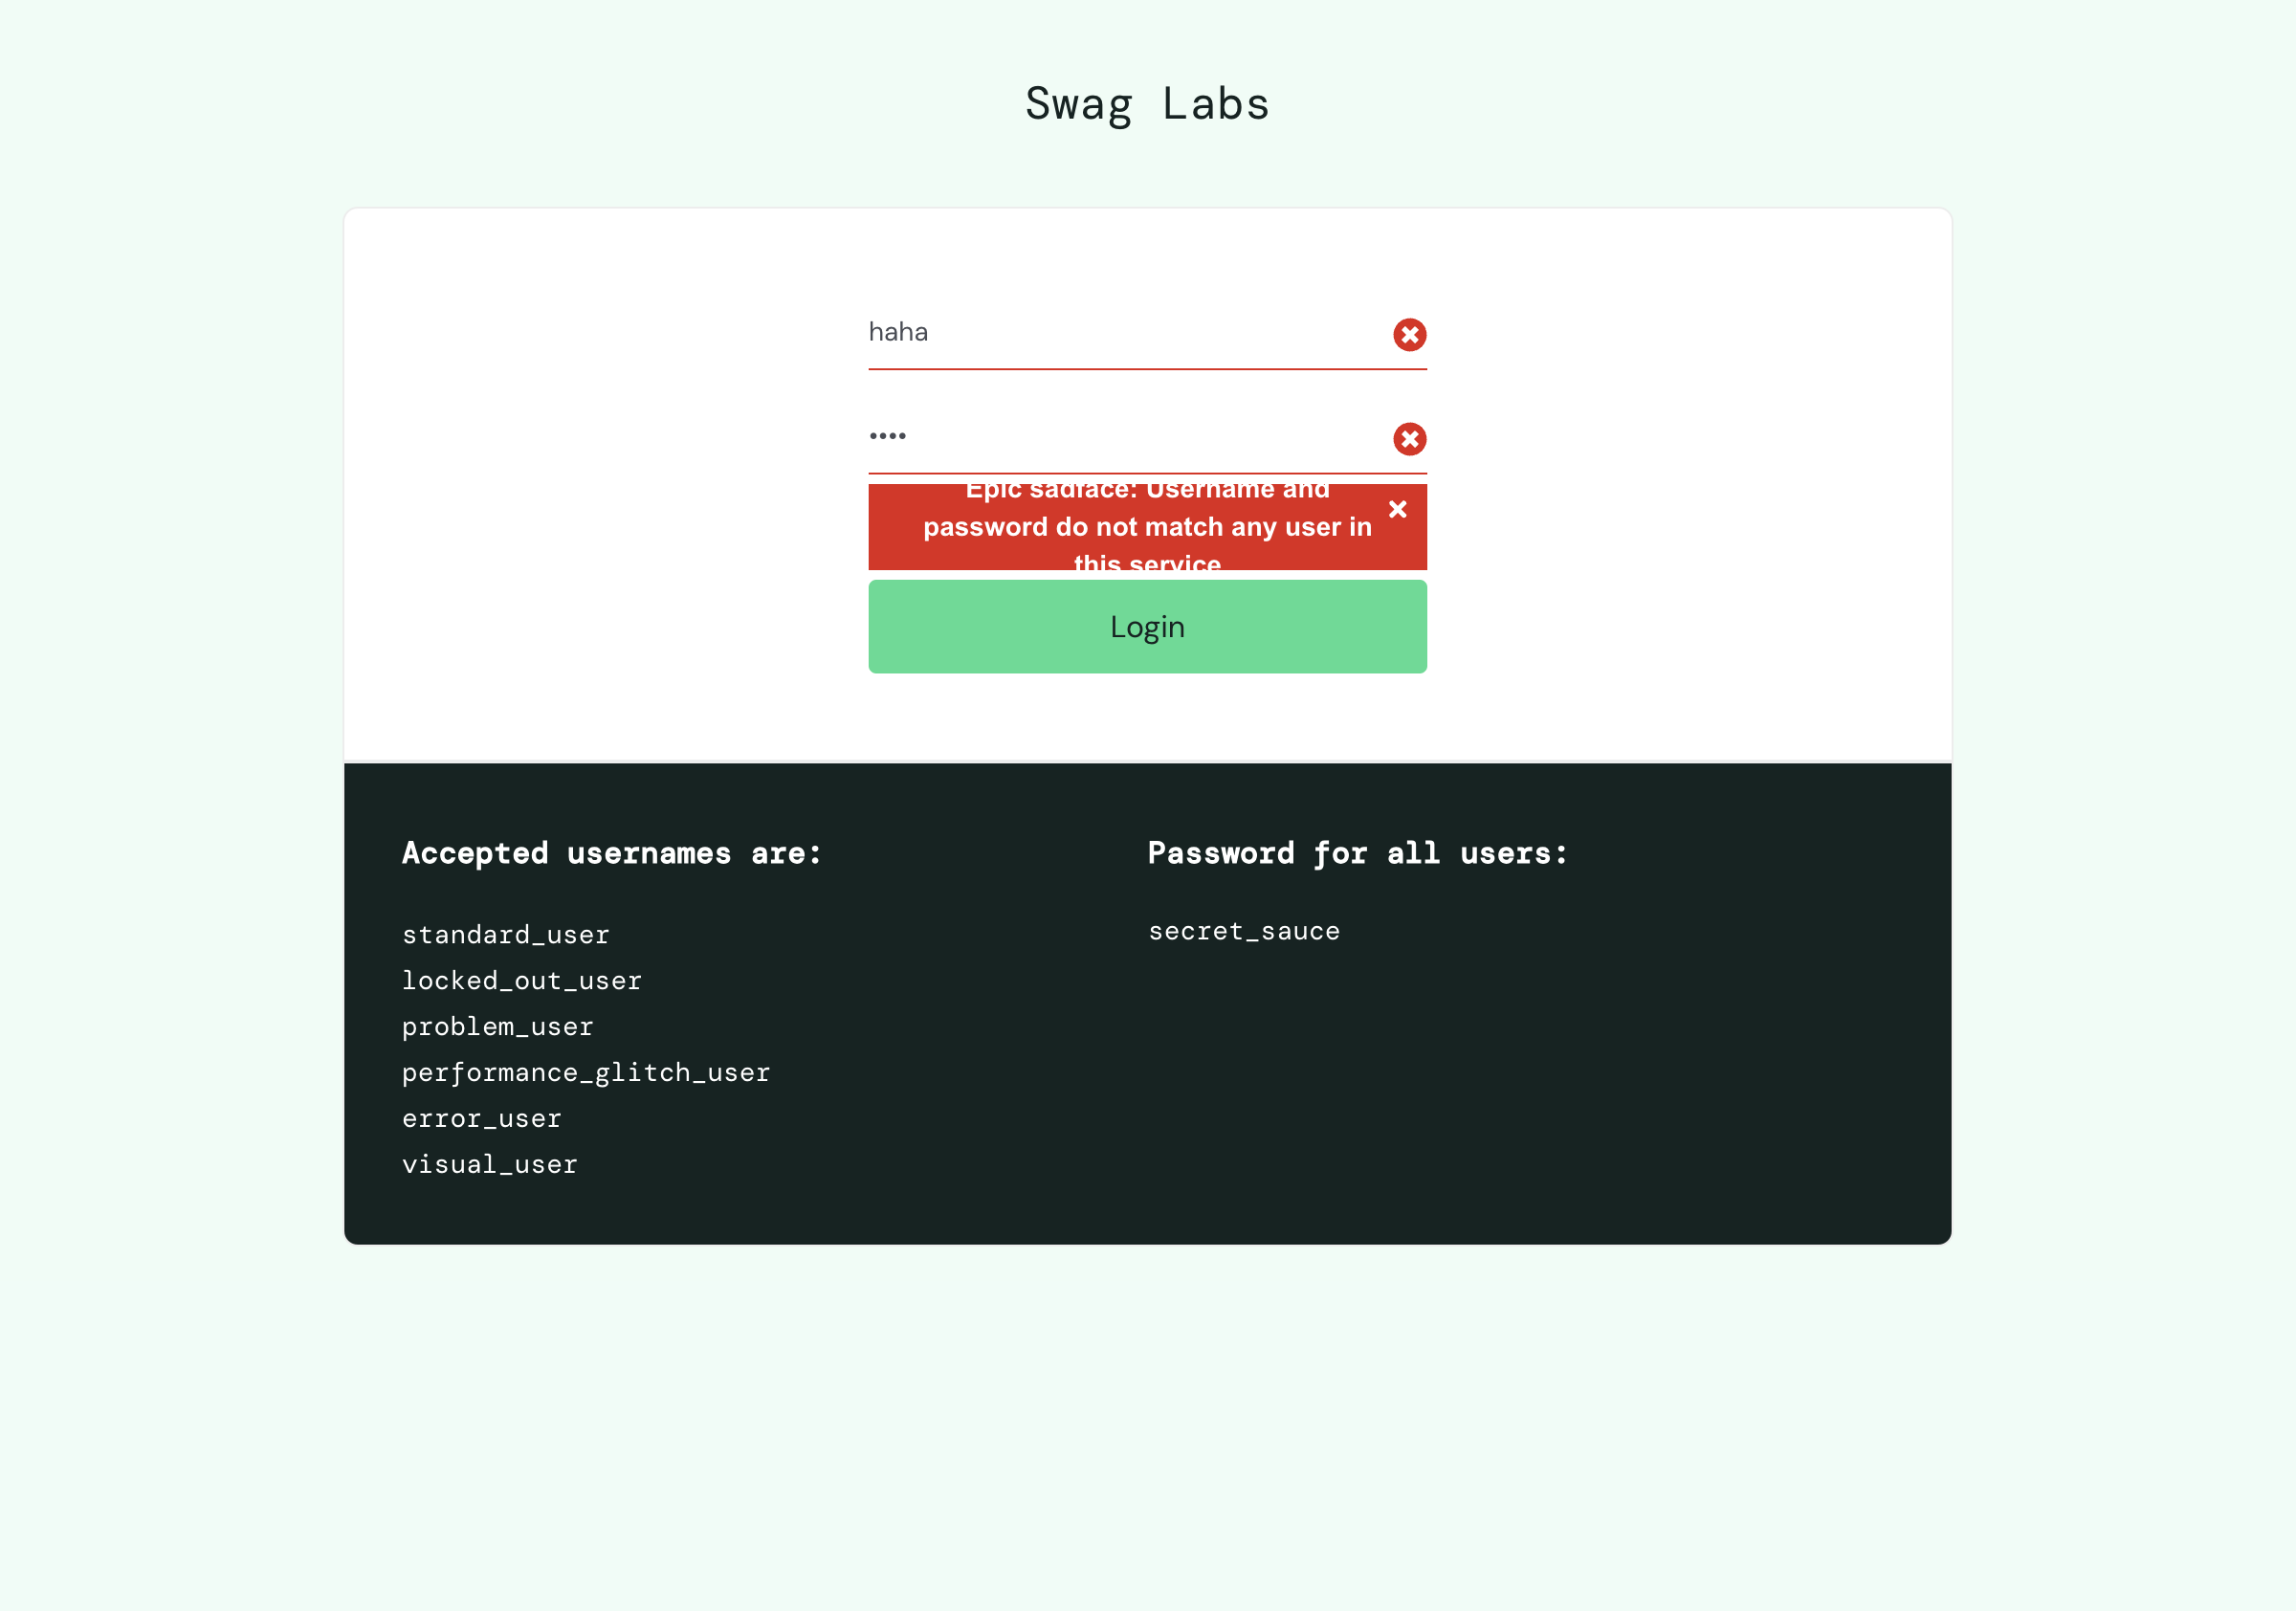 Swag Labs
haha
••••
Epic sadface: Username and
password do not match any user in
this service
Login
Accepted usernames are:
standard_user
locked_out_user
problem_user
performance_glitch_user
error_user
visual_user
Password for all users:
secret_sauce